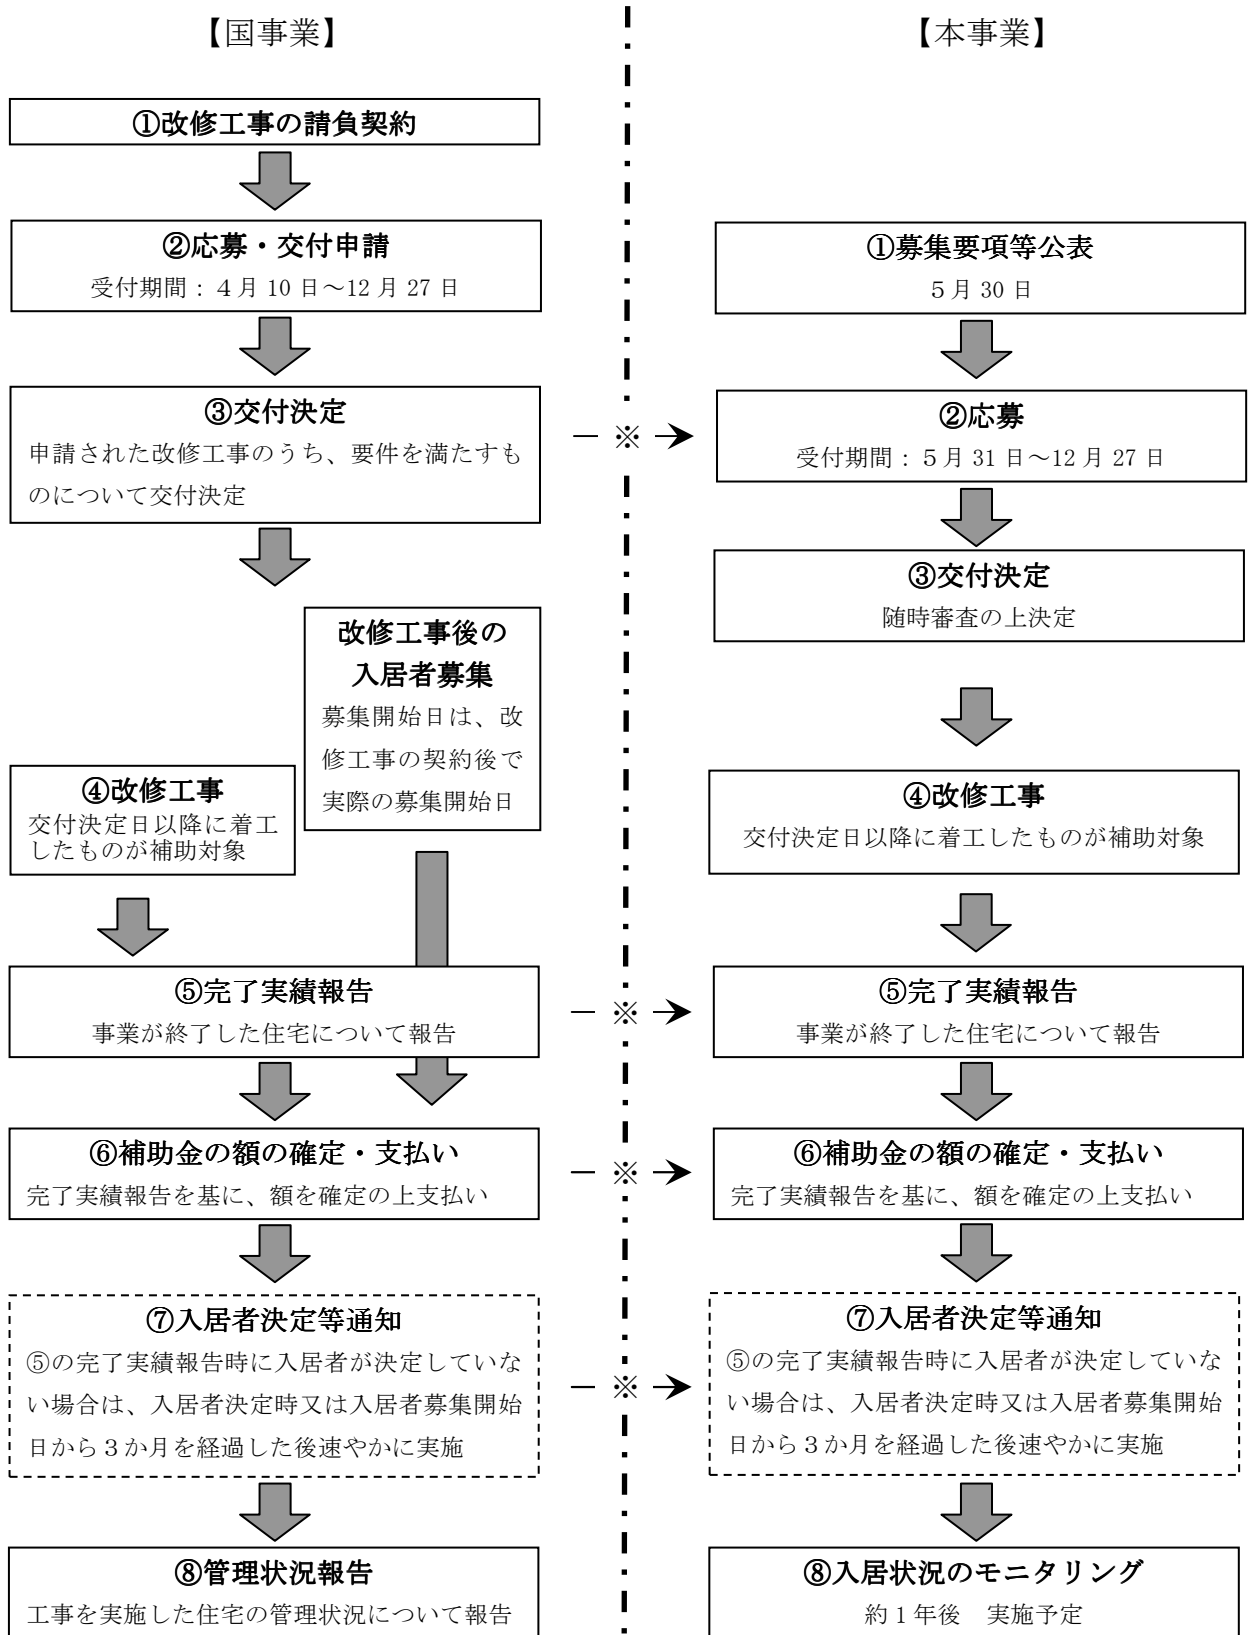 【国事業】
①改修工事の請負契約
②応募・交付申請
受付期間：４月 10 日～12 月 27 日
③交付決定
申請された改修工事のうち、要件を満たすも
のについて交付決定
改修工事後の
入居者募集
募集開始日は、改
修工事の契約後で
実際の募集開始日
④改修工事
交付決定日以降に着工
したものが補助対象
⑤完了実績報告
事業が終了した住宅について報告
⑥補助金の額の確定・支払い
完了実績報告を基に、額を確定の上支払い
⑦入居者決定等通知
⑤の完了実績報告時に入居者が決定していな
い場合は、入居者決定時又は入居者募集開始
日から３か月を経過した後速やかに実施
⑧管理状況報告
工事を実施した住宅の管理状況について報告
※
※
※
※
【本事業】
①募集要項等公表
５月 30 日
②応募
受付期間：５月 31 日～12 月 27 日
③交付決定
随時審査の上決定
④改修工事
交付決定日以降に着工したものが補助対象
⑤完了実績報告
事業が終了した住宅について報告
⑥補助金の額の確定・支払い
完了実績報告を基に、額を確定の上支払い
⑦入居者決定等通知
⑤の完了実績報告時に入居者が決定していな
い場合は、入居者決定時又は入居者募集開始
日から３か月を経過した後速やかに実施
⑧入居状況のモニタリング
約１年後　実施予定